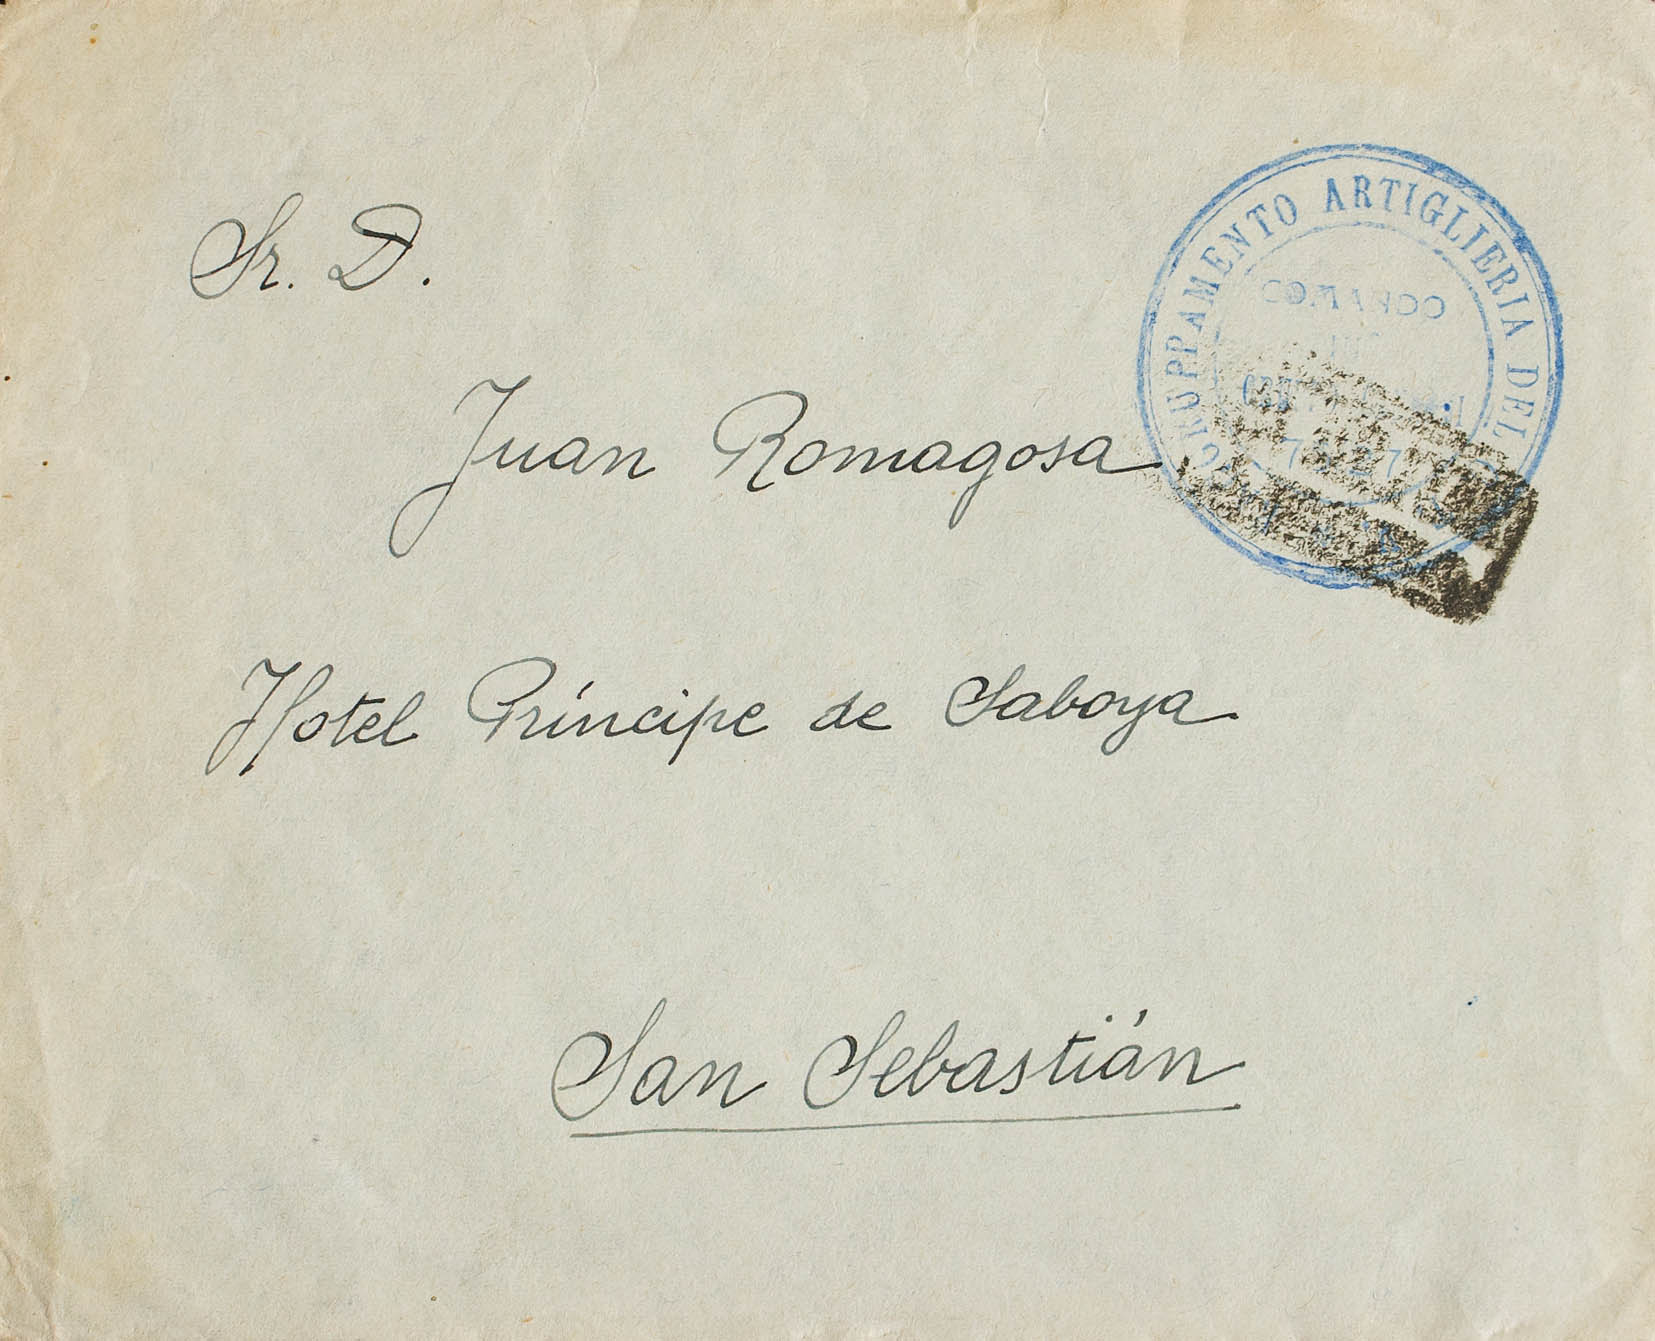 Sr. D.
Juan Romagosa
Hotel Príncipe de Saboya
San Sebastián
RAGGRUPPAMENTO ARTIGLIERIA DEL
COMANDO